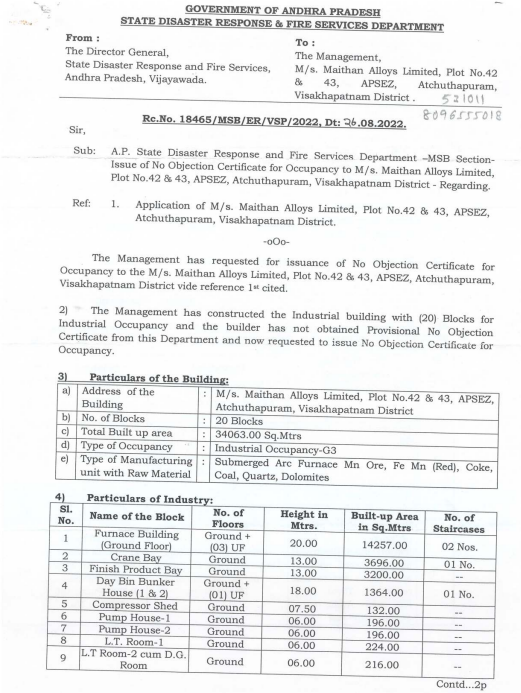 GOVERNMENT OF ANDHRA PRADESH
STATE DISASTER RESPONSE & FIRE SERVICES DEPARTMENT
From :
The Director General,
State Disaster Response and Fire Services,
Andhra Pradesh, Vijayawada.
To :
The Management,
M/s. Maithan Alloys Limited, Plot No.42
& 43, APSEZ, Atchuthapuram,
Visakhapatnam District .
521011
8096555018
Rc.No. 18465/MSB/ER/VSP/2022, Dt: 26.08.2022.
Sir,
Sub: A.P. State Disaster Response and Fire Services Department –MSB Section-
Issue of No Objection Certificate for Occupancy to M/s. Maithan Alloys Limited,
Plot No.42 & 43, APSEZ, Atchuthapuram, Visakhapatnam District - Regarding.
Ref: 1. Application of M/s. Maithan Alloys Limited, Plot No.42 & 43, APSEZ,
Atchuthapuram, Visakhapatnam District.
-oOo-
The Management has requested for issuance of No Objection Certificate for
Occupancy to the M/s. Maithan Alloys Limited, Plot No.42 & 43, APSEZ, Atchuthapuram,
Visakhapatnam District vide reference 1st cited.
2) The Management has constructed the Industrial building with (20) Blocks for
Industrial Occupancy and the builder has not obtained Provisional No Objection
Certificate from this Department and now requested to issue No Objection Certificate for
Occupancy.
3) Particulars of the Building:
a) Address of the Building : M/s. Maithan Alloys Limited, Plot No.42 & 43, APSEZ, Atchuthapuram, Visakhapatnam District
b) No. of Blocks : 20 Blocks
c) Total Built up area : 34063.00 Sq.Mtrs
d) Type of Occupancy : Industrial Occupancy-G3
e) Type of Manufacturing unit with Raw Material : Submerged Arc Furnace Mn Ore, Fe Mn (Red), Coke, Coal, Quartz, Dolomites
4) Particulars of Industry:
Sl. No. Name of the Block No. of Floors Height in Mtrs. Built-up Area in Sq.Mtrs No. of Staircases
1 Furnace Building (Ground Floor) Ground + (03) UF 20.00 14257.00 02 Nos.
2 Crane Bay Ground 13.00 3696.00 01 No.
3 Finish Product Bay Ground 13.00 3200.00 --
4 Day Bin Bunker House (1 & 2) Ground + (01) UF 18.00 1364.00 01 No.
5 Compressor Shed Ground 07.50 132.00 --
6 Pump House-1 Ground 06.00 196.00 --
7 Pump House-2 Ground 06.00 196.00 --
8 L.T. Room-1 Ground 06.00 224.00 --
9 L.T Room-2 cum D.G. Room Ground 06.00 216.00 --
Contd...2p